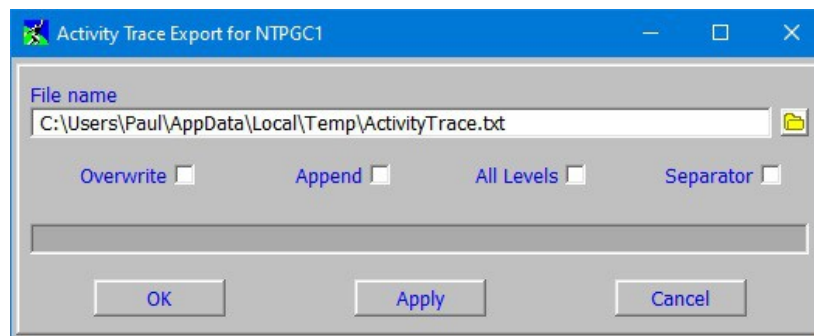 Activity Trace Export for NTPGC1
File name
C:\Users\Paul\AppData\Local\Temp\ActivityTrace.txt
Overwrite Append All Levels Separator
OK Apply Cancel